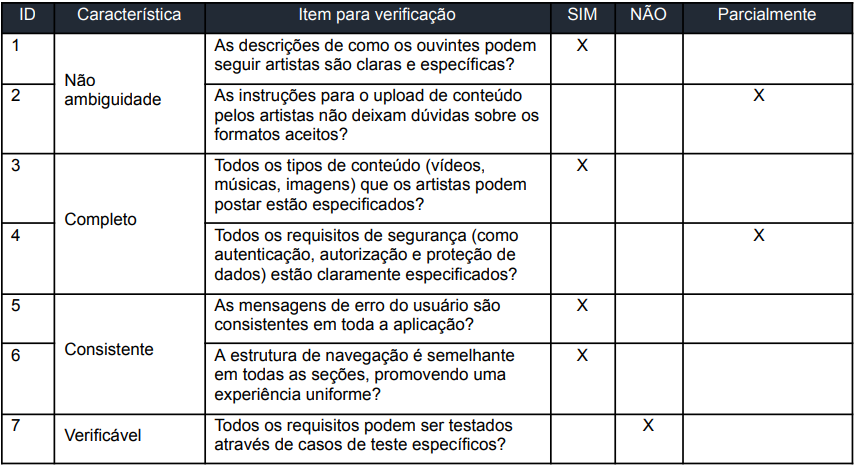 ID Característica Item para verificação SIM NÃO Parcialmente
1 As descrições de como os ouvintes podem X
seguir artistas são claras e específicas?
Não
ambiguidade
2 As instruções para o upload de conteúdo X
pelos artistas não deixam dúvidas sobre os
formatos aceitos?
3 Todos os tipos de conteúdo (vídeos, X
músicas, imagens) que os artistas podem
postar estão especificados?
Completo
4 Todos os requisitos de segurança (como X
autenticação, autorização e proteção de
dados) estão claramente especificados?
5 As mensagens de erro do usuário são X
consistentes em toda a aplicação?
Consistente
6 A estrutura de navegação é semelhante X
em todas as seções, promovendo uma
experiência uniforme?
7 Todos os requisitos podem ser testados X
Verificável
através de casos de teste específicos?